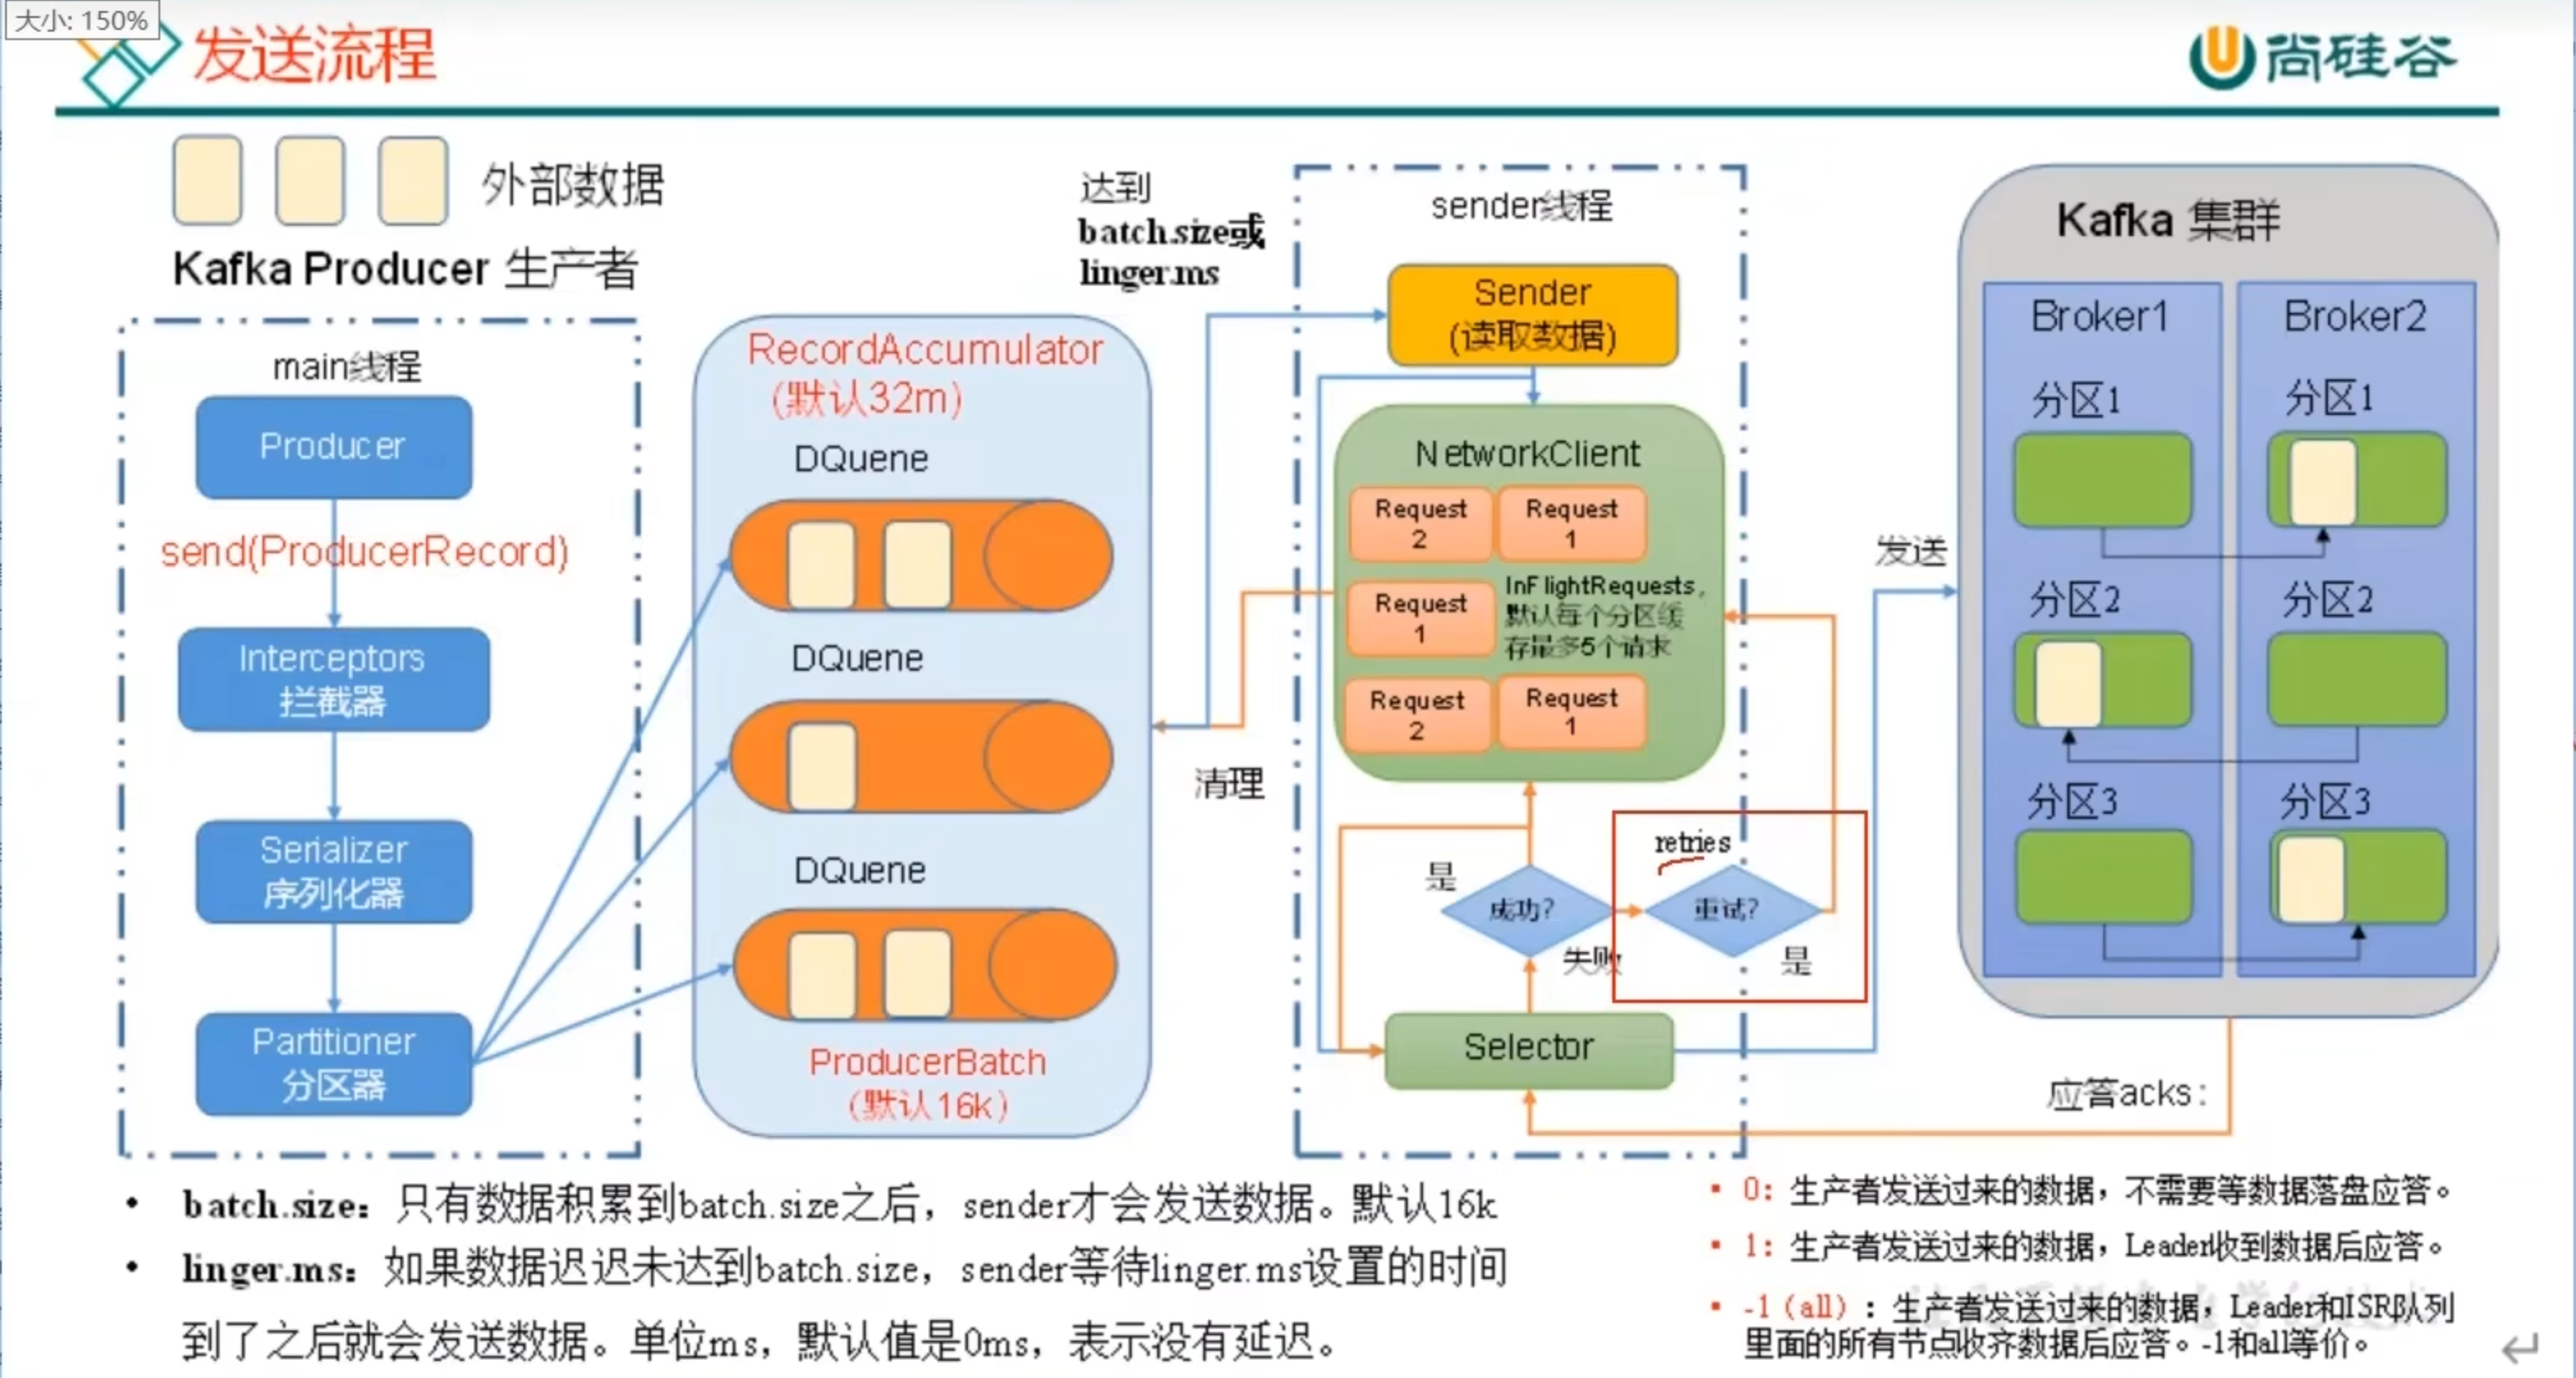 大小: 150%
发送流程
尚硅谷
外部数据
Kafka Producer 生产者
main线程
Producer
send(ProducerRecord)
Interceptors
拦截器
Serializer
序列化器
Partitioner
分区器
RecordAccumulator
(默认32m)
DQuene
DQuene
DQuene
ProducerBatch
(默认16k)
达到
batch.size或
linger.ms
清理
sender线程
Sender
(读取数据)
NetworkClient
Request
2
Request
1
Request
1
InFlightRequests，
默认每个分区缓
存最多5个请求
Request
2
Request
1
retries
是
成功?
失败
重试?
是
Selector
发送
Kafka 集群
Broker1
Broker2
分区1
分区1
分区2
分区2
分区3
分区3
应答acks：
• batch.size：只有数据积累到batch.size之后，sender才会发送数据。默认16k
• linger.ms：如果数据迟迟未达到batch.size，sender等待linger.ms设置的时间
到了之后就会发送数据。单位ms，默认值是0ms，表示没有延迟。
▪ 0：生产者发送过来的数据，不需要等数据落盘应答。
▪ 1：生产者发送过来的数据，Leader收到数据后应答。
▪ -1（all）：生产者发送过来的数据，Leader和ISR队列
里面的所有节点收齐数据后应答。-1和all等价。